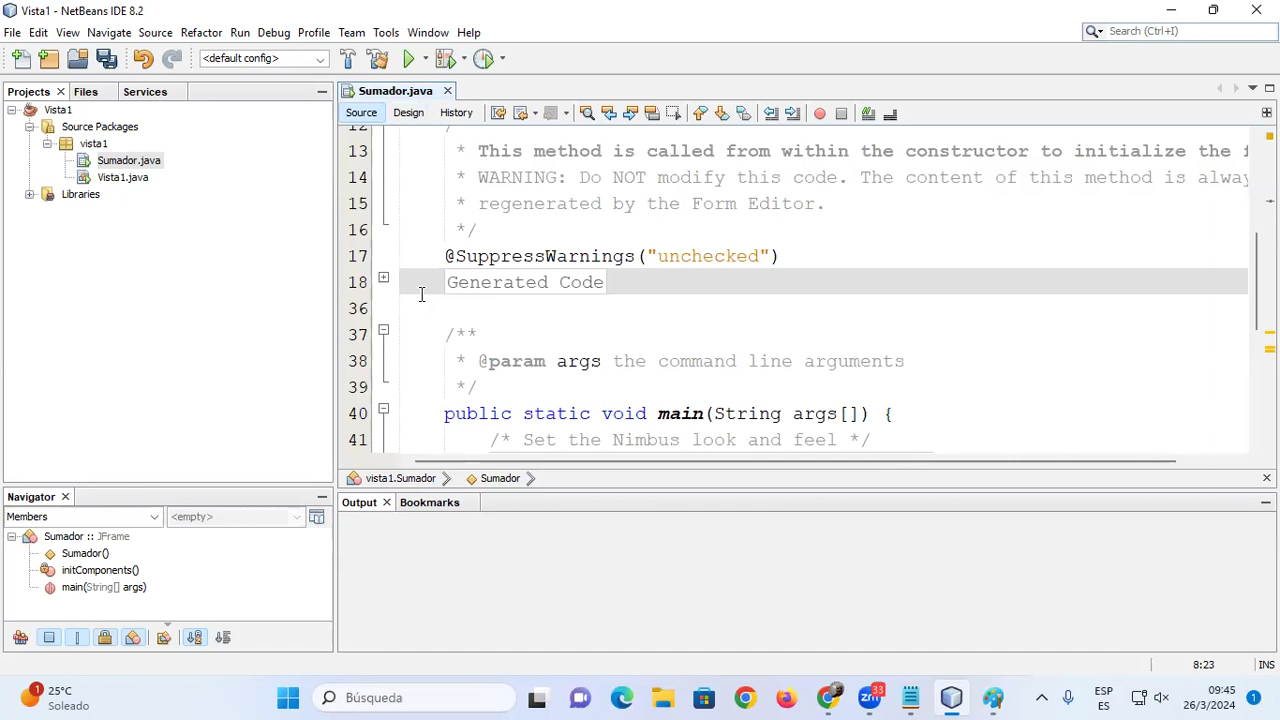 Vista1 - NetBeans IDE 8.2
File Edit View Navigate Source Refactor Run Debug Profile Team Tools Window Help
Search (Ctrl+I)
<default config>
Projects Files Services
Sumador.java
Source Design History
Vista1
Source Packages
vista1
Sumador.java
Vista1.java
Libraries
12 /
13 * This method is called from within the constructor to initialize the f
14 * WARNING: Do NOT modify this code. The content of this method is alway
15 * regenerated by the Form Editor.
16 */
17 @SuppressWarnings("unchecked")
18 Generated Code
36
37 /**
38 * @param args the command line arguments
39 */
40 public static void main(String args[]) {
41 /* Set the Nimbus look and feel */
vista1.Sumador Sumador
Navigator
Members <empty>
Sumador :: JFrame
Sumador()
initComponents()
main(String[] args)
Output Bookmarks
8:23 INS
1
25°C
Soleado
Búsqueda
33
ESP
ES
09:45
26/3/2024
1